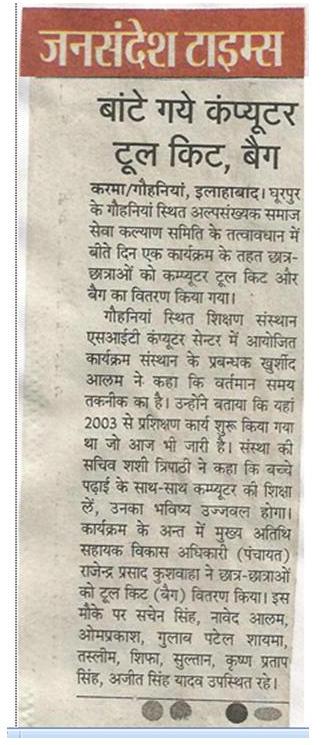 जनसंदेश टाइम्स
बांटे गये कंप्यूटर
टूल किट, बैग
करमा/गौहनियां, इलाहाबाद। घूरपुर
के गौहनियां स्थित अल्पसंख्यक समाज
सेवा कल्याण समिति के तत्वावधान में
बीते दिन एक कार्यक्रम के तहत छात्र-
छात्राओं को कम्प्यूटर टूल किट और
बैग का वितरण किया गया।
गौहनियां स्थित शिक्षण संस्थान
एसआईटी कंप्यूटर सेन्टर में आयोजित
कार्यक्रम संस्थान के प्रबन्धक खुर्शीद
आलम ने कहा कि वर्तमान समय
तकनीक का है। उन्होंने बताया कि यहां
2003 से प्रशिक्षण कार्य शुरू किया गया
था जो आज भी जारी है। संस्था की
सचिव शशी त्रिपाठी ने कहा कि बच्चे
पढ़ाई के साथ-साथ कम्प्यूटर की शिक्षा
लें, उनका भविष्य उज्जवल होगा।
कार्यक्रम के अन्त में मुख्य अतिथि
सहायक विकास अधिकारी (पंचायत)
राजेन्द्र प्रसाद कुशवाहा ने छात्र-छात्राओं
को टूल किट (बैग) वितरण किया। इस
मौके पर सचेन सिंह, नावेद आलम,
ओमप्रकाश, गुलाब पटेल शायमा,
तस्लीम, शिफा, सुल्तान, कृष्ण प्रताप
सिंह, अजीत सिंह यादव उपस्थित रहे।